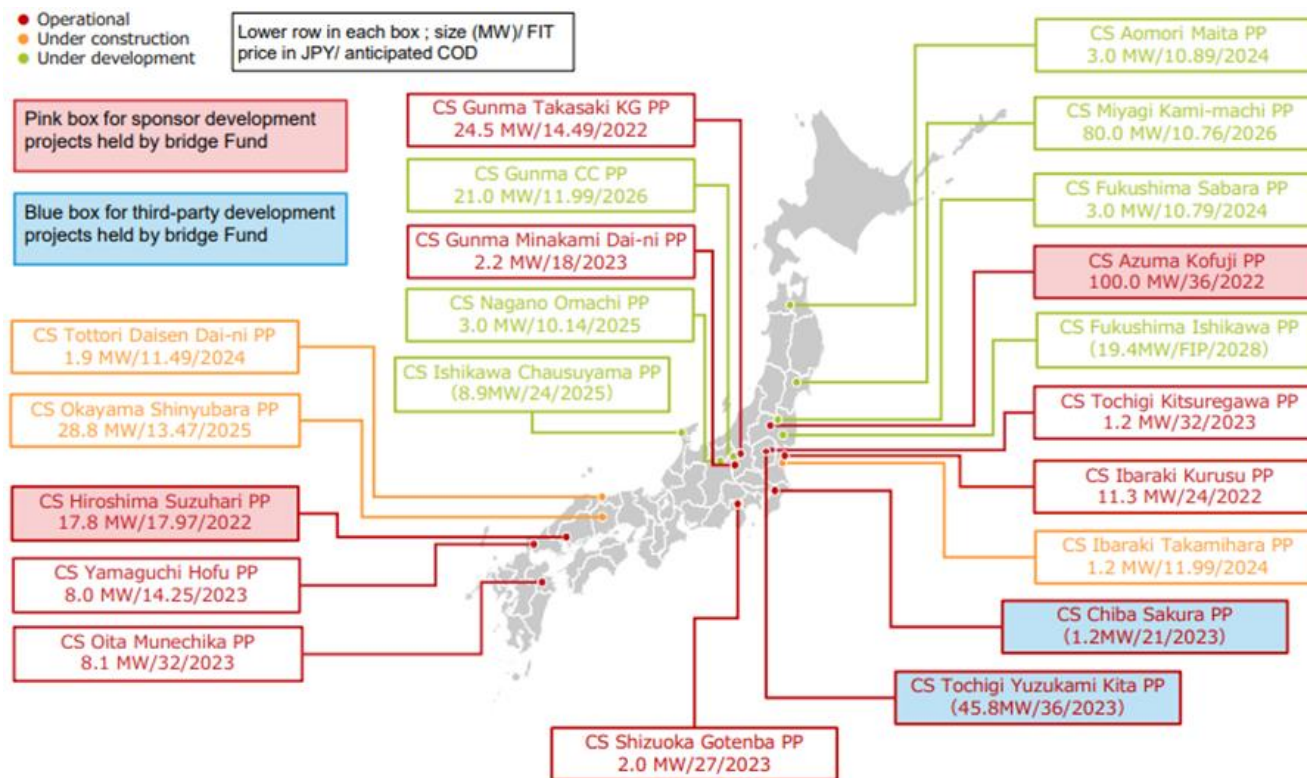 Operational
Under construction
Under development
Lower row in each box ; size (MW)/ FIT
price in JPY/ anticipated COD
Pink box for sponsor development
projects held by bridge Fund
Blue box for third-party development
projects held by bridge Fund
CS Tottori Daisen Dai-ni PP
1.9 MW/11.49/2024
CS Okayama Shinyubara PP
28.8 MW/13.47/2025
CS Hiroshima Suzuhari PP
17.8 MW/17.97/2022
CS Yamaguchi Hofu PP
8.0 MW/14.25/2023
CS Oita Munechika PP
8.1 MW/32/2023
CS Gunma Takasaki KG PP
24.5 MW/14.49/2022
CS Gunma CC PP
21.0 MW/11.99/2026
CS Gunma Minakami Dai-ni PP
2.2 MW/18/2023
CS Nagano Omachi PP
3.0 MW/10.14/2025
CS Ishikawa Chausuyama PP
(8.9MW/24/2025)
CS Shizuoka Gotenba PP
2.0 MW/27/2023
CS Aomori Maita PP
3.0 MW/10.89/2024
CS Miyagi Kami-machi PP
80.0 MW/10.76/2026
CS Fukushima Sabara PP
3.0 MW/10.79/2024
CS Azuma Kofuji PP
100.0 MW/36/2022
CS Fukushima Ishikawa PP
(19.4MW/FIP/2028)
CS Tochigi Kitsuregawa PP
1.2 MW/32/2023
CS Ibaraki Kurusu PP
11.3 MW/24/2022
CS Ibaraki Takamihara PP
1.2 MW/11.99/2024
CS Chiba Sakura PP
(1.2MW/21/2023)
CS Tochigi Yuzukami Kita PP
(45.8MW/36/2023)